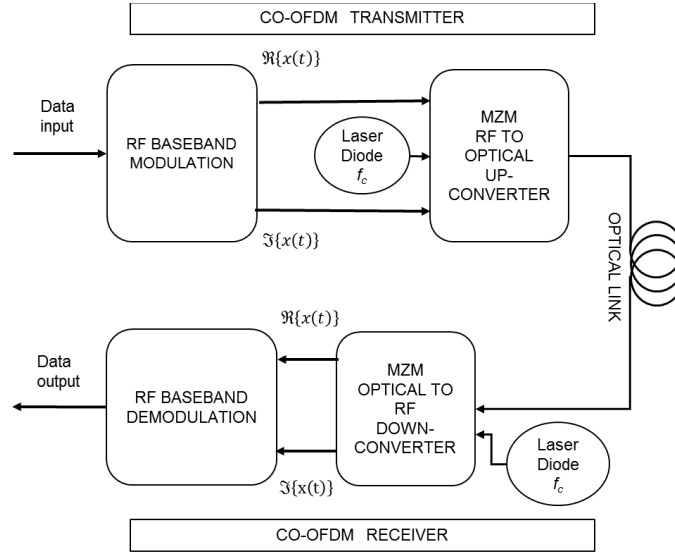 CO-OFDM TRANSMITTER
ℜ{x(t)}
Data
input
RF BASEBAND
MODULATION
Laser
Diode
f_c
MZM
RF TO
OPTICAL
UP-
CONVERTER
ℑ{x(t)}
OPTICAL LINK
ℜ{x(t)}
Data
output
RF BASEBAND
DEMODULATION
MZM
OPTICAL TO
RF
DOWN-
CONVERTER
Laser
Diode
f_c
ℑ{x(t)}
CO-OFDM RECEIVER